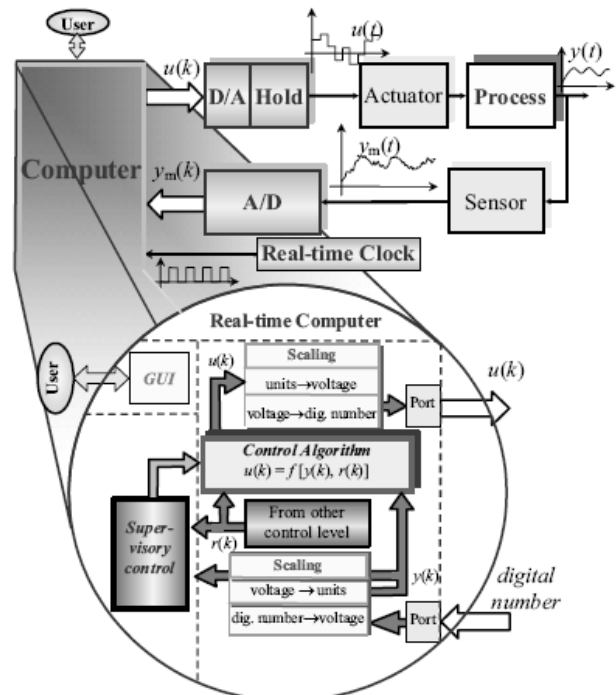 User
u(k)
u(t)
y(t)
D/A Hold
Actuator
Process
Computer
yₘ(k)
yₘ(t)
A/D
Sensor
Real-time Clock
Real-time Computer
User
GUI
u(k)
Scaling
units→voltage
voltage→dig. number
Port
u(k)
Control Algorithm
u(k) = f [y(k), r(k)]
Super-
visory
control
From other
control level
r(k)
Scaling
voltage → units
dig. number→voltage
y(k)
Port
digital
number